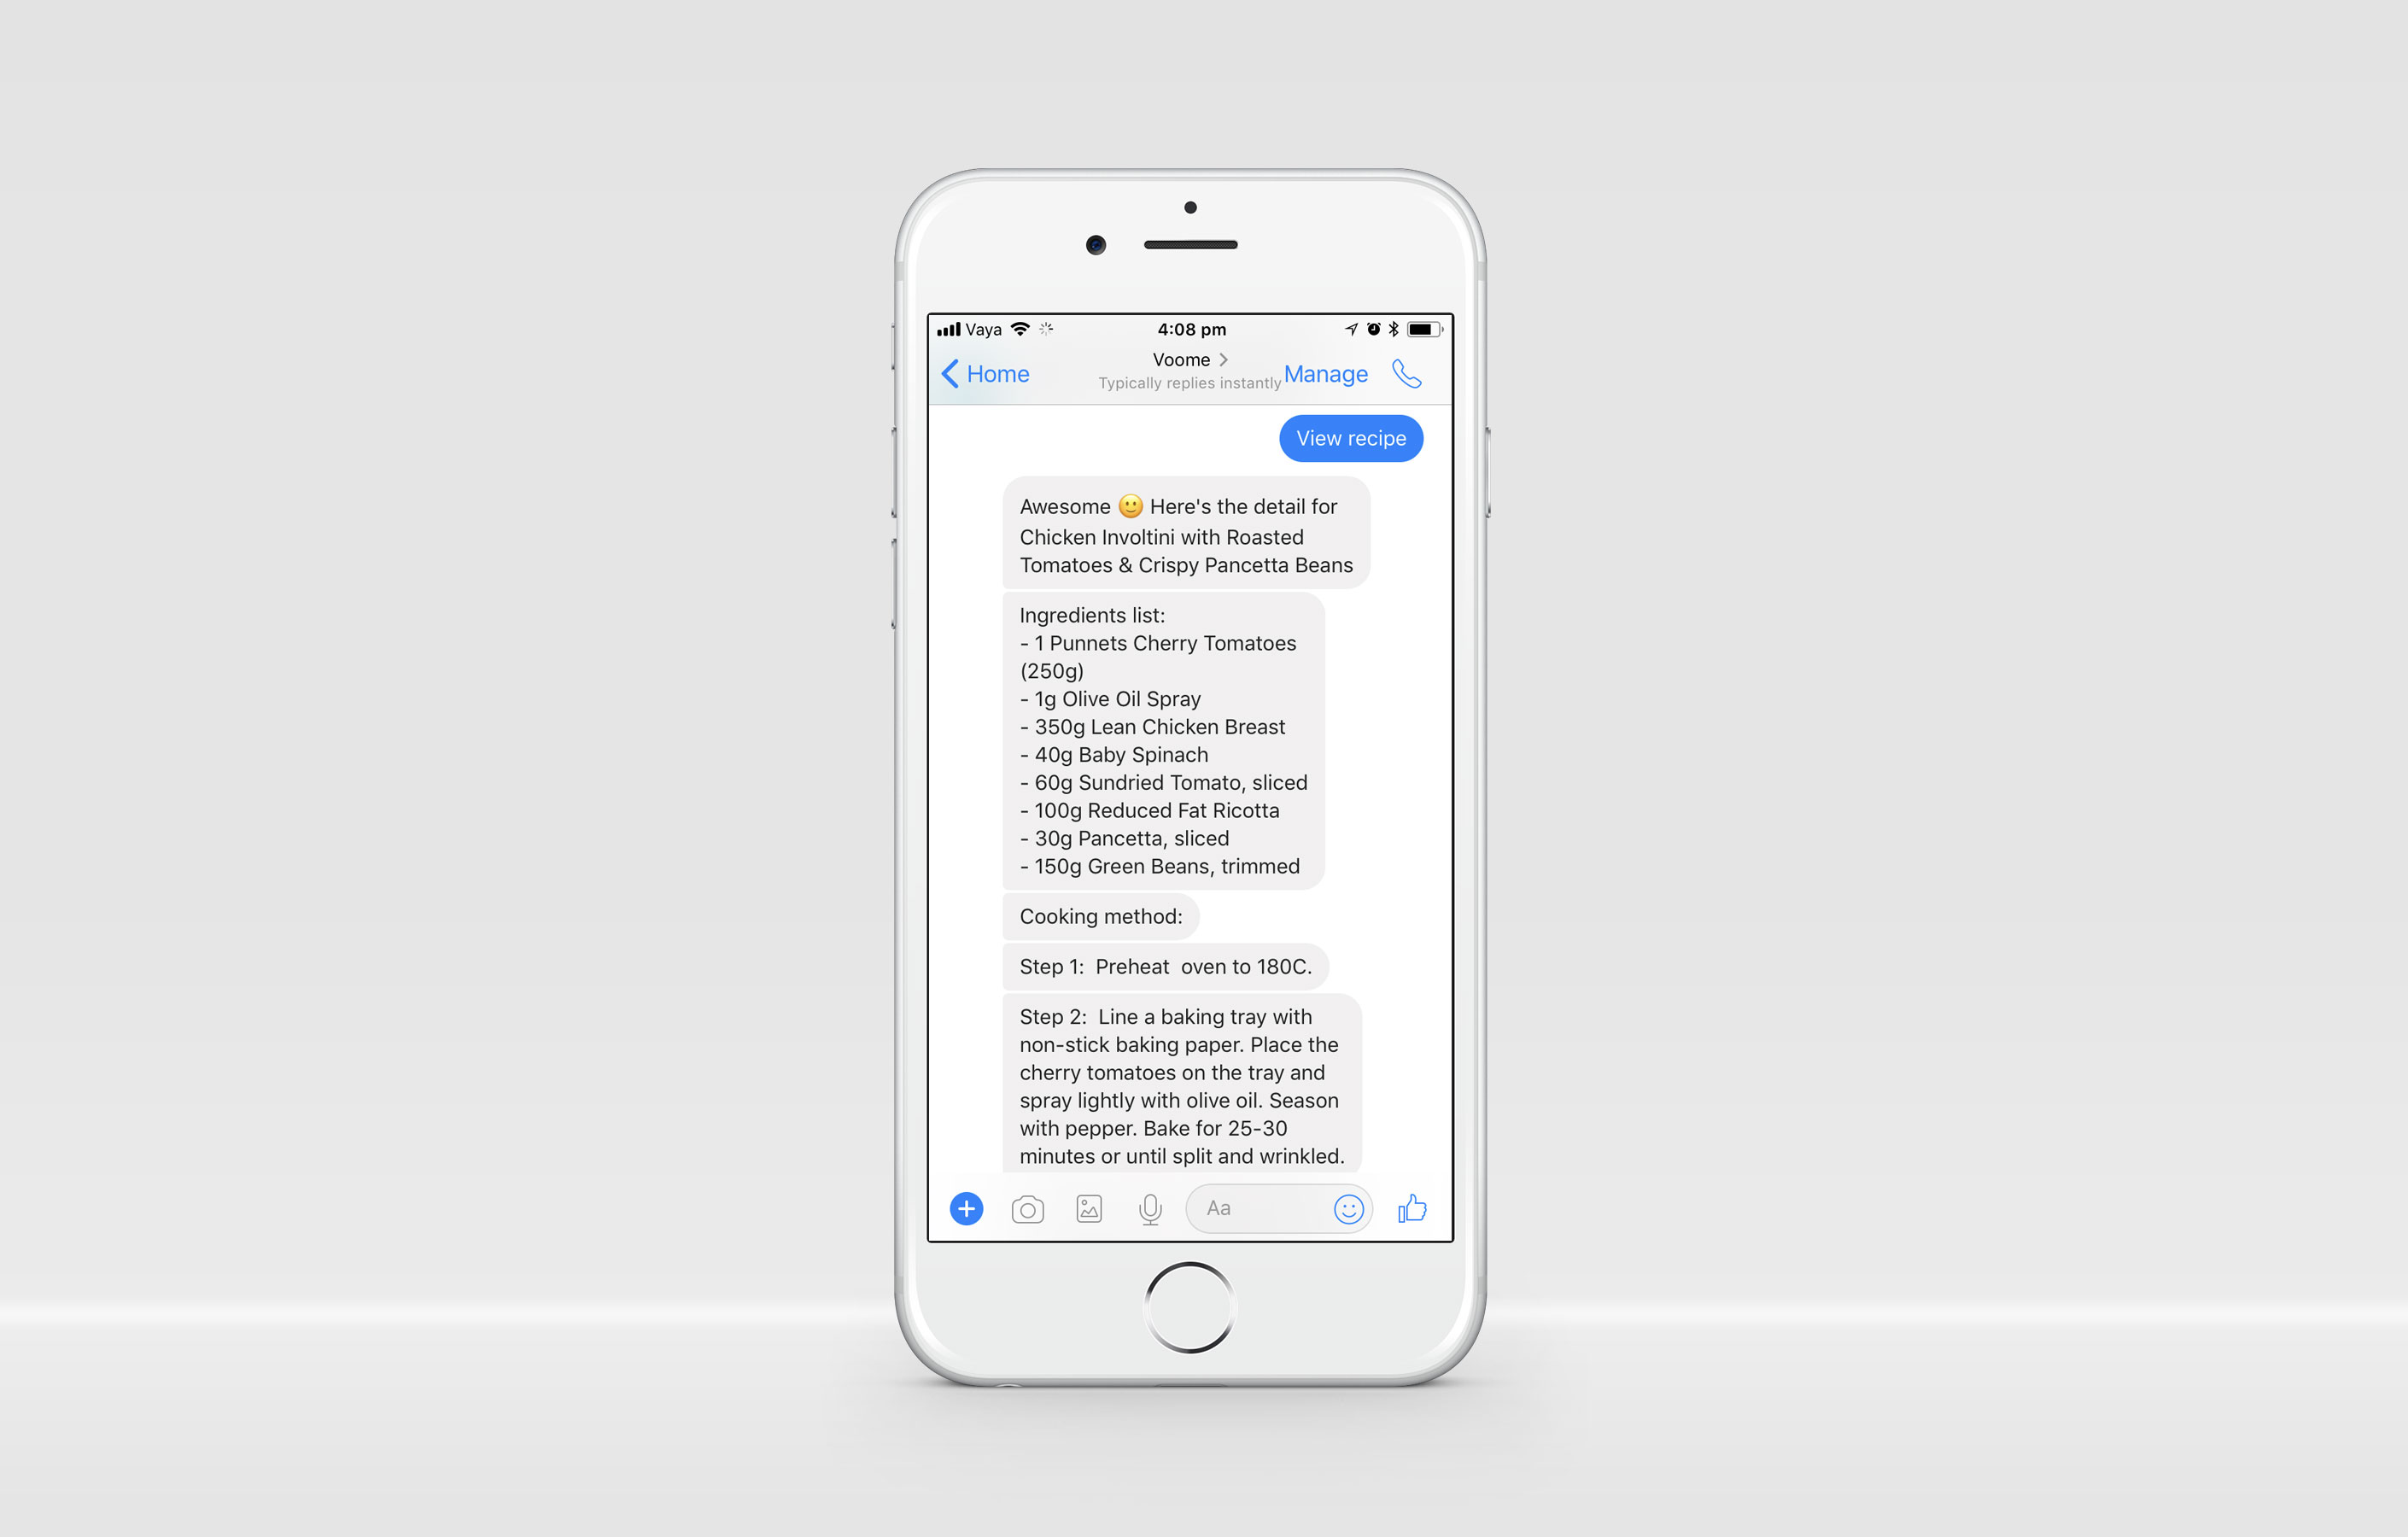 Vaya
4:08 pm
Home
Voome
Typically replies instantly
Manage
View recipe
Awesome 🙂 Here's the detail for
Chicken Involtini with Roasted
Tomatoes & Crispy Pancetta Beans
Ingredients list:
- 1 Punnets Cherry Tomatoes
(250g)
- 1g Olive Oil Spray
- 350g Lean Chicken Breast
- 40g Baby Spinach
- 60g Sundried Tomato, sliced
- 100g Reduced Fat Ricotta
- 30g Pancetta, sliced
- 150g Green Beans, trimmed
Cooking method:
Step 1:  Preheat  oven to 180C.
Step 2:  Line a baking tray with
non-stick baking paper. Place the
cherry tomatoes on the tray and
spray lightly with olive oil. Season
with pepper. Bake for 25-30
minutes or until split and wrinkled.
Aa